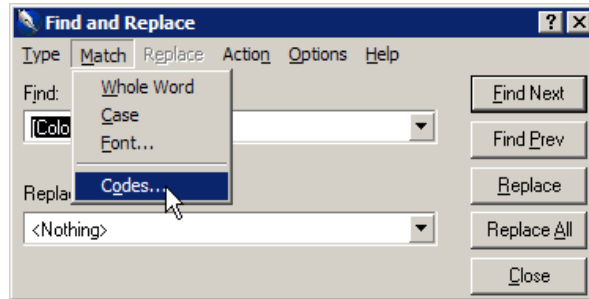 Find and Replace
Type Match Replace Action Options Help
Find:
[Colo
Whole Word
Case
Font...
Codes...
<Nothing>
Find Next
Find Prev
Replace
Replace All
Close